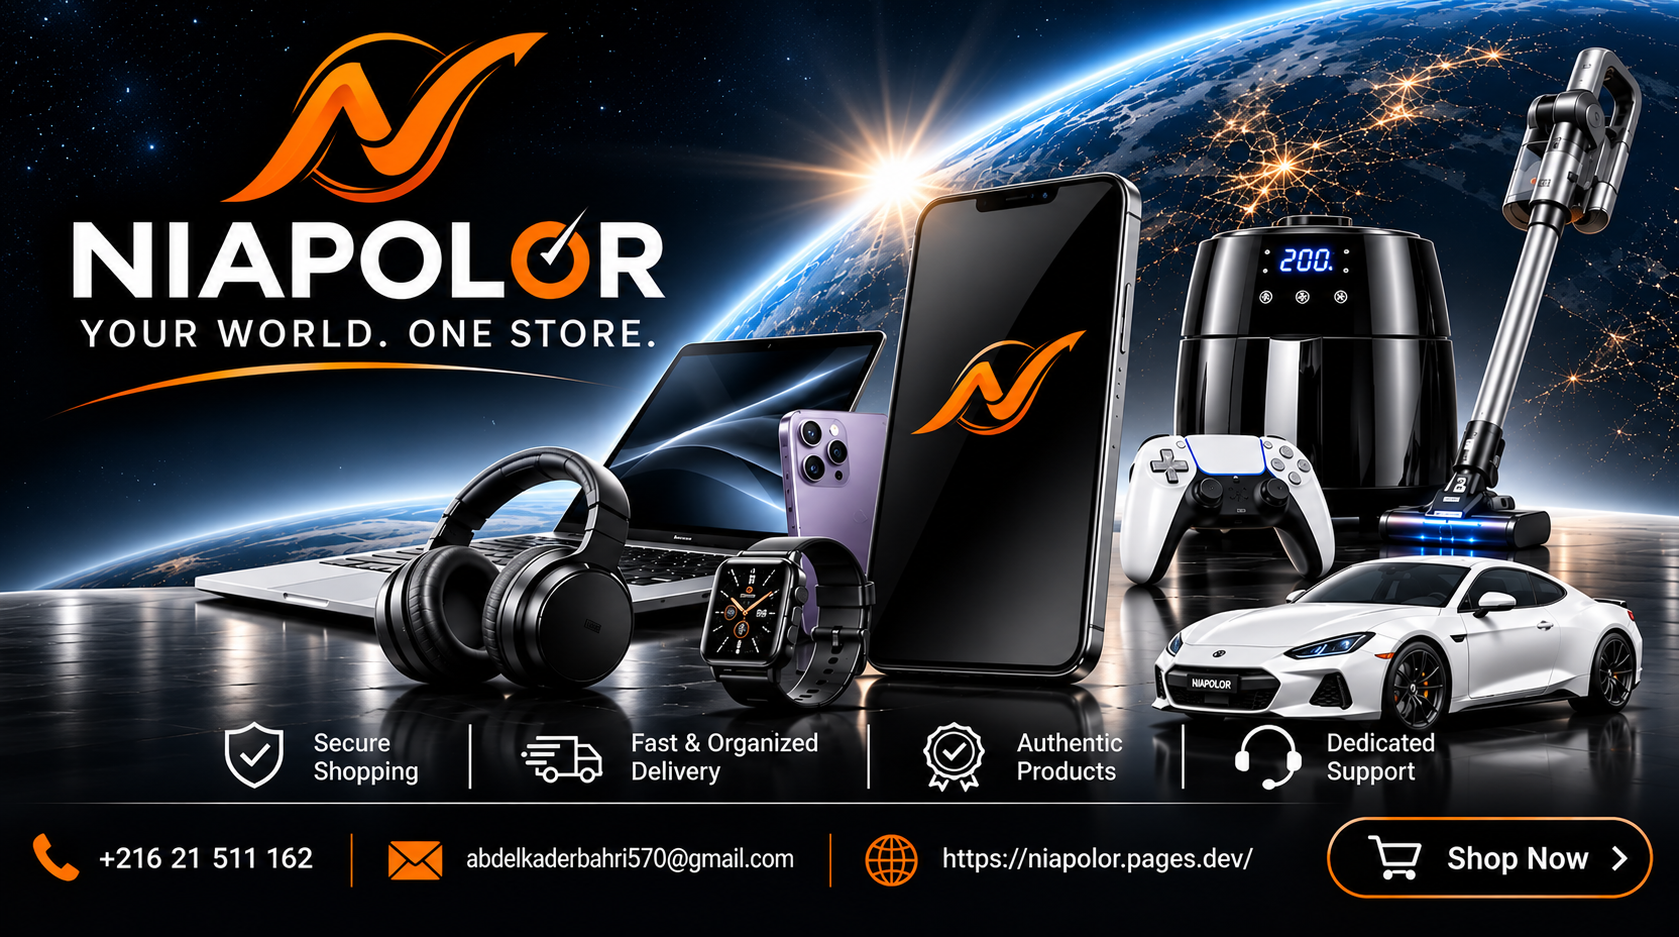 NIAPOLOR
YOUR WORLD. ONE STORE.
200.
NIAPOLOR
Secure
Shopping
Fast & Organized
Delivery
Authentic
Products
Dedicated
Support
+216 21 511 162
abdelkaderbahri570@gmail.com
https://niapolor.pages.dev/
Shop Now